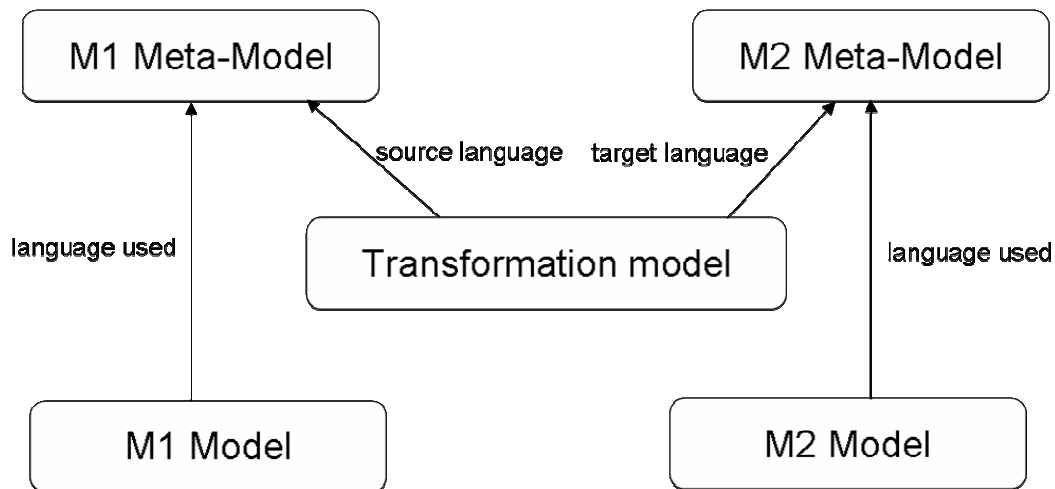 M1 Meta-Model
M2 Meta-Model
source language
target language
language used
Transformation model
language used
M1 Model
M2 Model